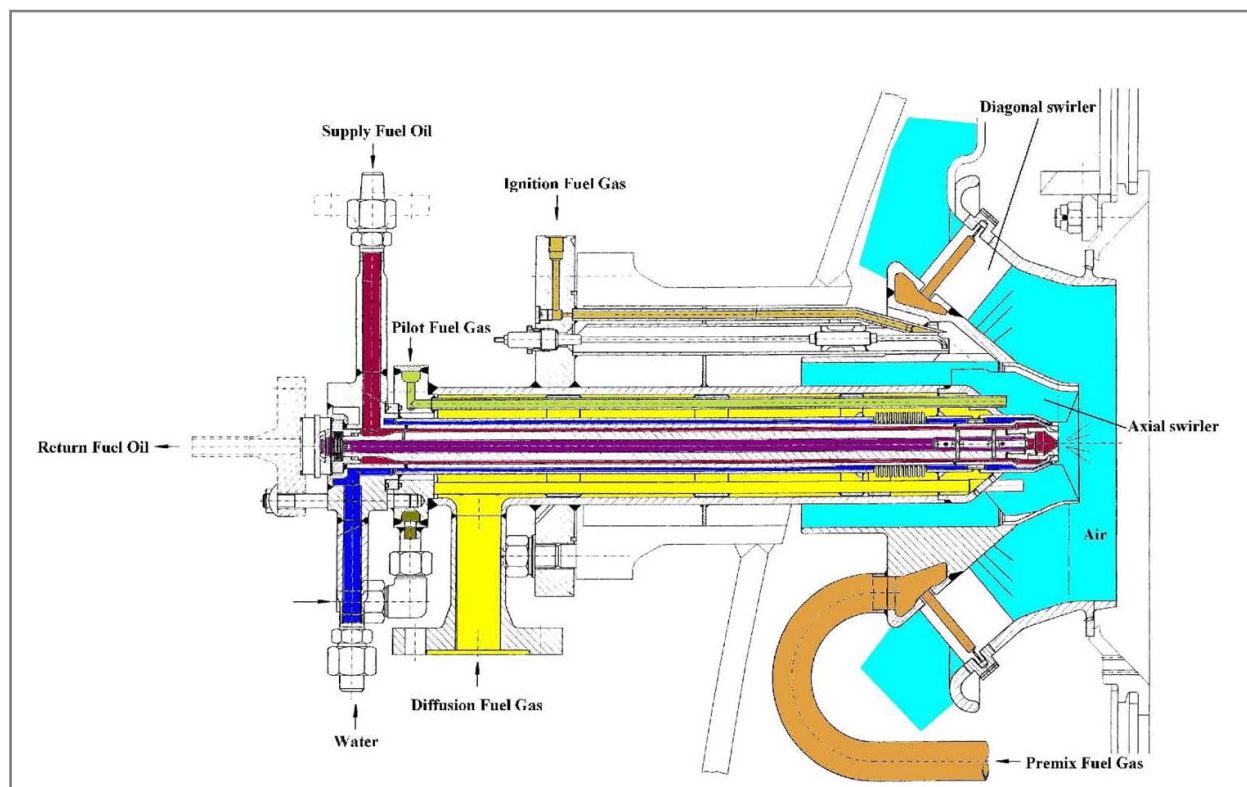 Diagonal swirler
Supply Fuel Oil
Ignition Fuel Gas
Pilot Fuel Gas
Return Fuel Oil
Axial swirler
Air
Diffusion Fuel Gas
Water
Premix Fuel Gas